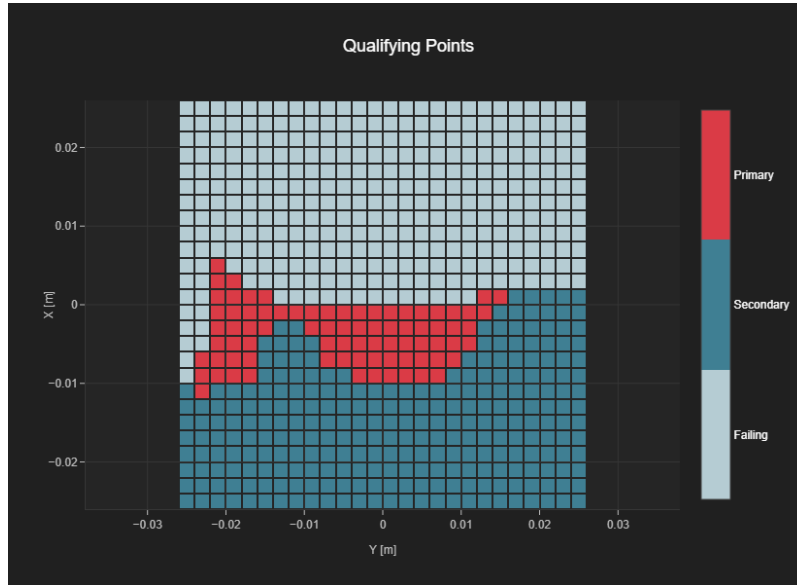 Qualifying Points
0.02
0.01
0
−0.01
−0.02
X [m]
−0.03
−0.02
−0.01
0
0.01
0.02
0.03
Y [m]
Primary
Secondary
Failing